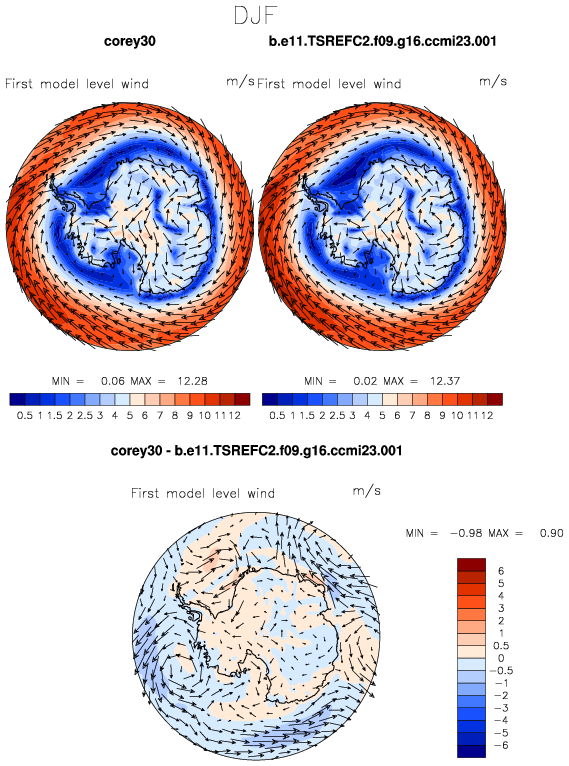 DJF
corey30
b.e11.TSREFC2.f09.g16.ccmi23.001
First model level wind m/s
First model level wind m/s
MIN = 0.06 MAX = 12.28
MIN = 0.02 MAX = 12.37
0.5 1 1.5 2 2.5 3 4 5 6 7 8 9 10 11 12
0.5 1 1.5 2 2.5 3 4 5 6 7 8 9 10 11 12
corey30 - b.e11.TSREFC2.f09.g16.ccmi23.001
First model level wind m/s
MIN = -0.98 MAX = 0.90
6
5
4
3
2
1
0.5
0
-0.5
-1
-2
-3
-4
-5
-6